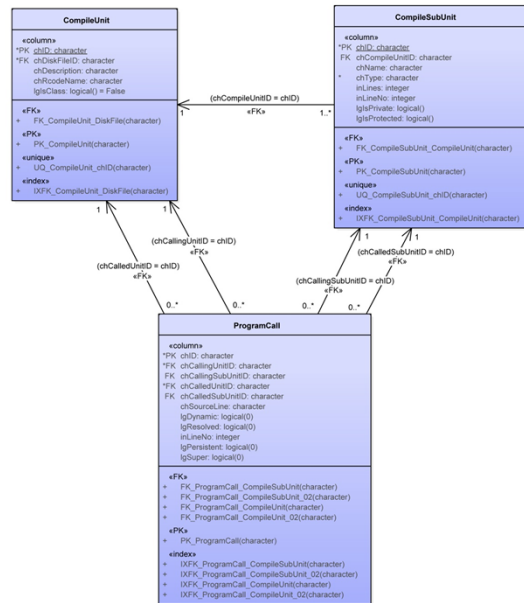 CompileUnit
«column»
*PK chID: character
*FK chDiskFileID: character
chDescription: character
chRcodeName: character
lgIsClass: logical() = False
«FK»
+ FK_CompileUnit_DiskFile(character)
«PK»
+ PK_CompileUnit(character)
«unique»
+ UQ_CompileUnit_chID(character)
«index»
+ IXFK_CompileUnit_DiskFile(character)
CompileSubUnit
«column»
*PK chID: character
FK chCompileUnitID: character
chName: character
* chType: character
inLines: integer
inLineNo: integer
lgIsPrivate: logical()
lgIsProtected: logical()
«FK»
+ FK_CompileSubUnit_CompileUnit(character)
«PK»
+ PK_CompileSubUnit(character)
«unique»
+ UQ_CompileSubUnit_chID(character)
«index»
+ IXFK_CompileSubUnit_CompileUnit(character)
(chCompileUnitID = chID)
1
«FK»
1..*
1
1
1
1
(chCalledUnitID = chID)
«FK»
(chCallingUnitID = chID)
«FK»
(chCallingSubUnitID = chID)
«FK»
(chCalledSubUnitID = chID)
«FK»
0..*
0..*
0..*
0..*
ProgramCall
«column»
*PK chID: character
*FK chCallingUnitID: character
FK chCallingSubUnitID: character
*FK chCalledUnitID: character
FK chCalledSubUnitID: character
chSourceLine: character
lgDynamic: logical(0)
lgResolved: logical(0)
inLineNo: integer
lgPersistent: logical(0)
lgSuper: logical(0)
«FK»
+ FK_ProgramCall_CompileSubUnit(character)
+ FK_ProgramCall_CompileSubUnit_02(character)
+ FK_ProgramCall_CompileUnit(character)
+ FK_ProgramCall_CompileUnit_02(character)
«PK»
+ PK_ProgramCall(character)
«index»
+ IXFK_ProgramCall_CompileSubUnit(character)
+ IXFK_ProgramCall_CompileSubUnit_02(character)
+ IXFK_ProgramCall_CompileUnit(character)
+ IXFK_ProgramCall_CompileUnit_02(character)